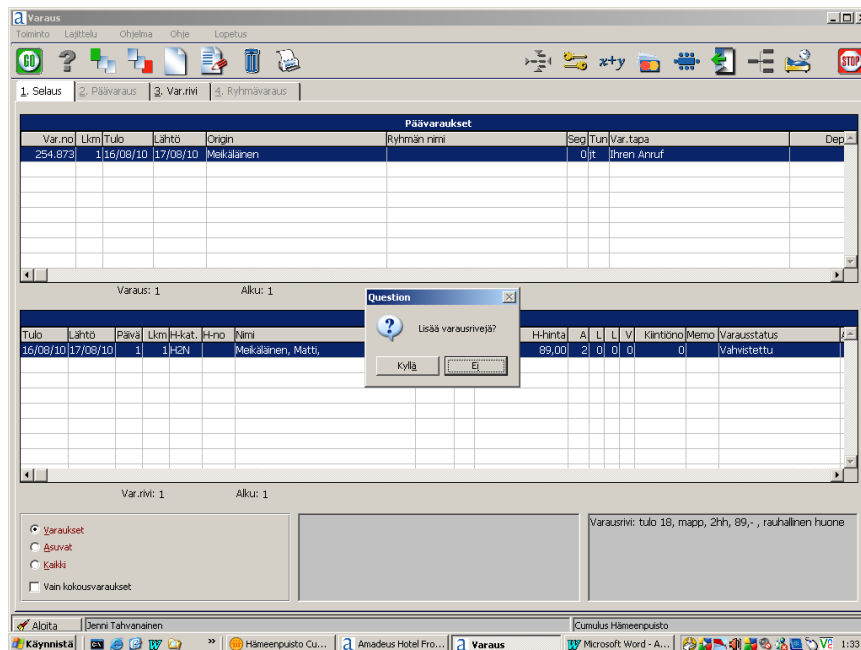 Varaus
Toiminto Lajittelu Ohjelma Ohje Lopetus
GO ? x+y STOP
1. Selaus 2. Päävaraus 3. Var.rivi 4. Ryhmävaraus
Päävaraukset
Var.no Lkm Tulo Lähtö Origin Ryhmän nimi Seg Tun Var.tapa Dep
254.873 1 16/08/10 17/08/10 Meikäläinen 0 jt Ihren Anruf
Varaus: 1 Alku: 1
Question
Lisää varausrivejä?
Kyllä Ei
Tulo Lähtö Päivä Lkm H-kat. H-no Nimi H-hinta A L L V Kiintiöno Memo Varausstatus
16/08/10 17/08/10 1 1 H2N Meikäläinen, Matti, 89,00 2 0 0 0 0 Vahvistettu
Var.rivi: 1 Alku: 1
Varaukset
Asuvat
Kaikki
Vain kokousvaraukset
Varausrivi: tulo 18, mapp, 2hh, 89,- , rauhallinen huone
Aloita Jenni Tahvanainen Cumulus Hämeenpuisto
Käynnistä » Hämeenpuisto Cu... Amadeus Hotel Fro... Varaus Microsoft Word - A... 1:33